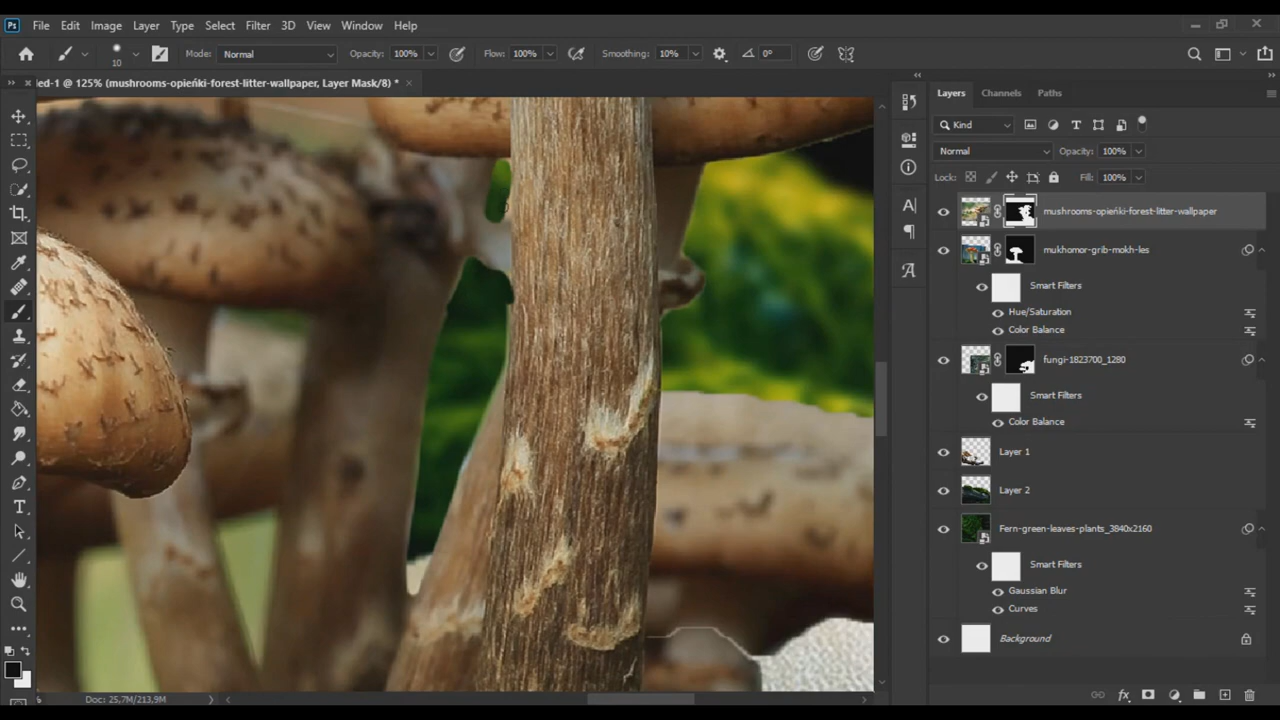 Ps File Edit Image Layer Type Select Filter 3D View Window Help
10 Mode: Normal Opacity: 100% Flow: 100% Smoothing: 10% 0°
led-1 @ 125% (mushrooms-opieńki-forest-litter-wallpaper, Layer Mask/8) *
Layers Channels Paths
Kind
Normal Opacity: 100%
Lock: Fill: 100%
mushrooms-opieńki-forest-litter-wallpaper
mukhomor-grib-mokh-les
Smart Filters
Hue/Saturation
Color Balance
fungi-1823700_1280
Smart Filters
Color Balance
Layer 1
Layer 2
Fern-green-leaves-plants_3840x2160
Smart Filters
Gaussian Blur
Curves
Background
% Doc: 25,7M/213,9M
fx